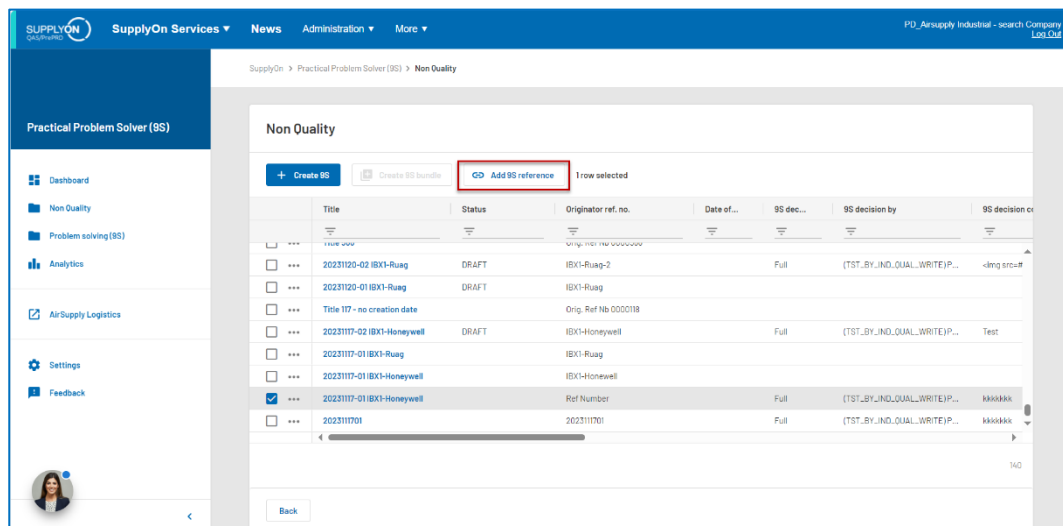 SUPPLYON
QAS/PrePRD
SupplyOn Services ▼ News Administration ▼ More ▼
PD_Airsupply Industrial - search Company
Log Out
SupplyOn > Practical Problem Solver (9S) > Non Quality
Practical Problem Solver (9S)
Dashboard
Non Quality
Problem solving (9S)
Analytics
AirSupply Logistics
Settings
Feedback
Non Quality
+ Create 9S Create 9S bundle Add 9S reference 1 row selected
Title Status Originator ref. no. Date of... 9S dec... 9S decision by 9S decision co
20231120-02 IBX1-Ruag DRAFT IBX1-Ruag-2 Full (TST_BY_IND_QUAL_WRITE) P... <img src=#
20231120-01 IBX1-Ruag DRAFT IBX1-Ruag
Title 117 - no creation date Orig. Ref Nb 0000118
20231117-02 IBX1-Honeywell DRAFT IBX1-Honeywell Full (TST_BY_IND_QUAL_WRITE) P... Test
20231117-01 IBX1-Ruag IBX1-Ruag
20231117-01 IBX1-Honeywell IBX1-Honewell
20231117-01 IBX1-Honeywell Ref Number Full (TST_BY_IND_QUAL_WRITE) P... kkkkkkk
2023111701 2023111701 Full (TST_BY_IND_QUAL_WRITE) P... kkkkkkk
140
Back